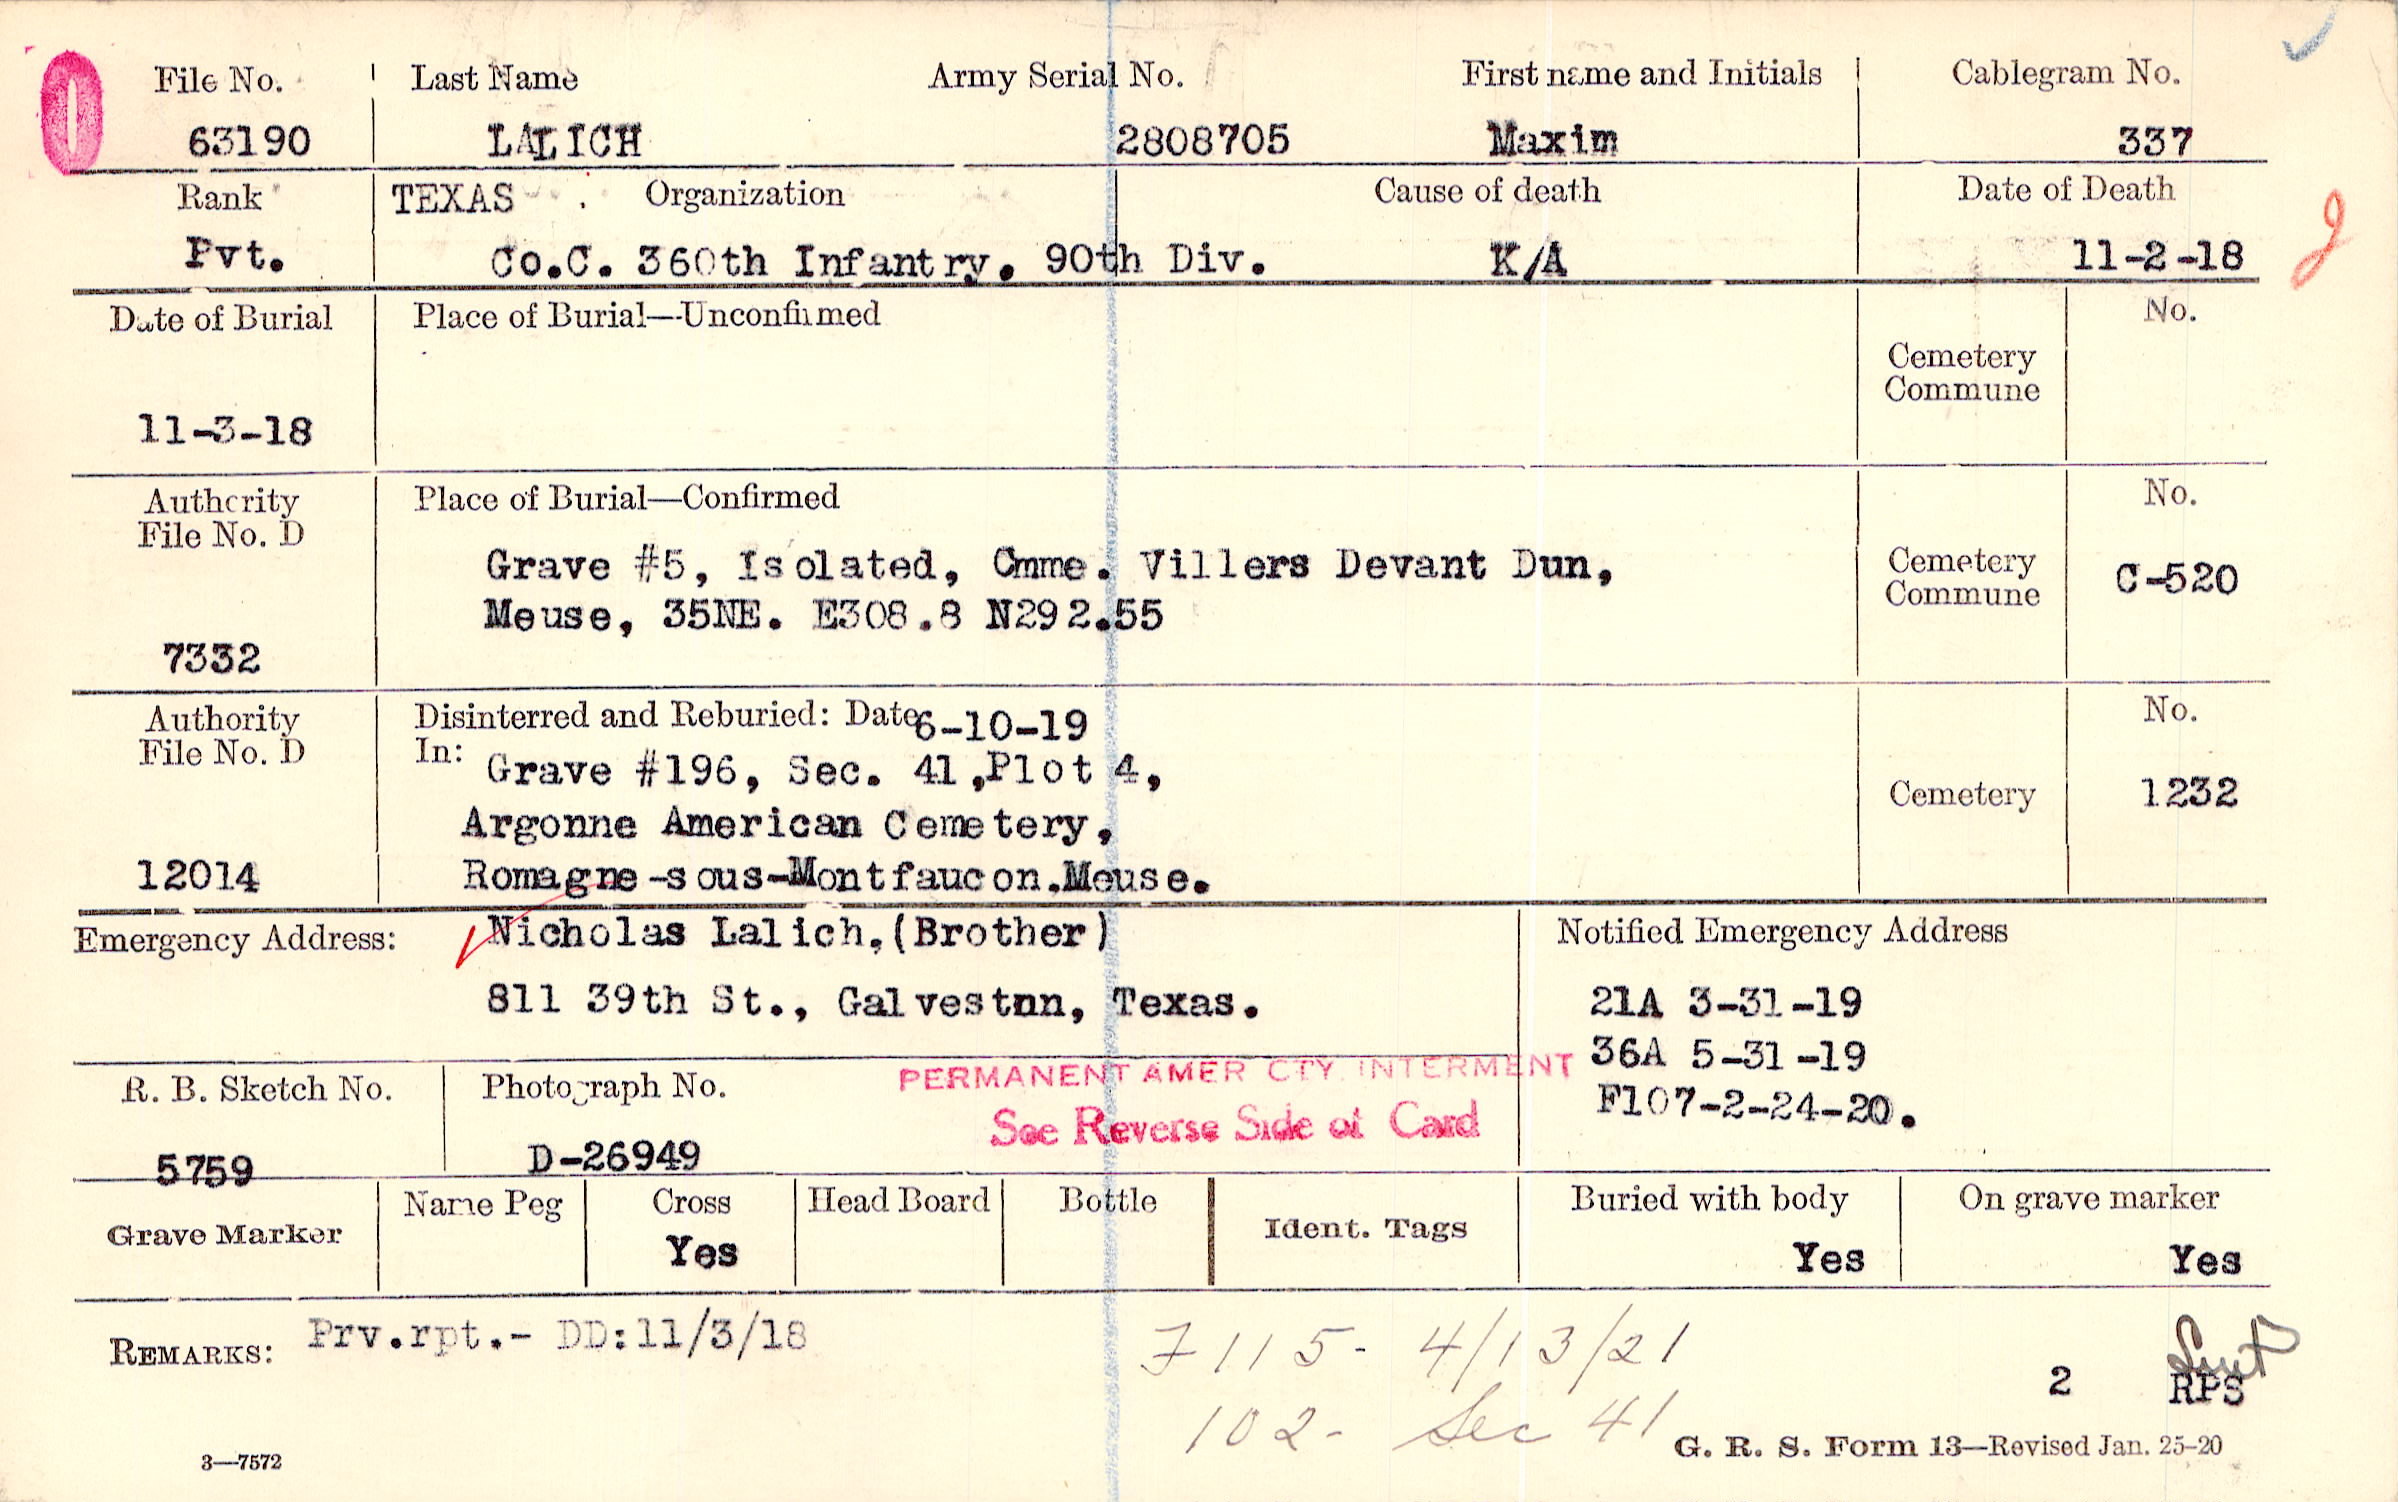 File No. Last Name Army Serial No. First name and Initials Cablegram No.
63190 LALICH 2808705 Maxim 337
Rank TEXAS Organization Cause of death Date of Death
Pvt. Co.C. 360th Infantry. 90th Div. K/A 11-2-18
Date of Burial Place of Burial—Unconfirmed No.
Cemetery
Commune
11-3-18
Authority Place of Burial—Confirmed No.
File No. D
Grave #5, Isolated, Cmme. Villers Devant Dun, Cemetery
Commune C-520
Meuse, 35NE. E308.8 N292.55
7332
Authority Disinterred and Reburied: Date 6-10-19 No.
File No. D In: Grave #196, Sec. 41,Plot 4,
Cemetery 1232
Argonne American Cemetery,
12014 Romagne-sous-Montfaucon.Meuse.
Emergency Address: Nicholas Lalich.(Brother) Notified Emergency Address
811 39th St., Galvestnn, Texas. 21A 3-31-19
36A 5-31-19
PERMANENT AMER CTY. INTERMENT
R. B. Sketch No. Photograph No. F107-2-24-20.
See Reverse Side of Card
5759 D-26949
Grave Marker Name Peg Cross Head Board Bottle Ident. Tags Buried with body On grave marker
Yes Yes Yes
REMARKS: Prv.rpt.- DD:11/3/18 7115- 4/13/21
2 RPS
102- Sec 41
3—7572 G. R. S. Form 13—Revised Jan. 25-20